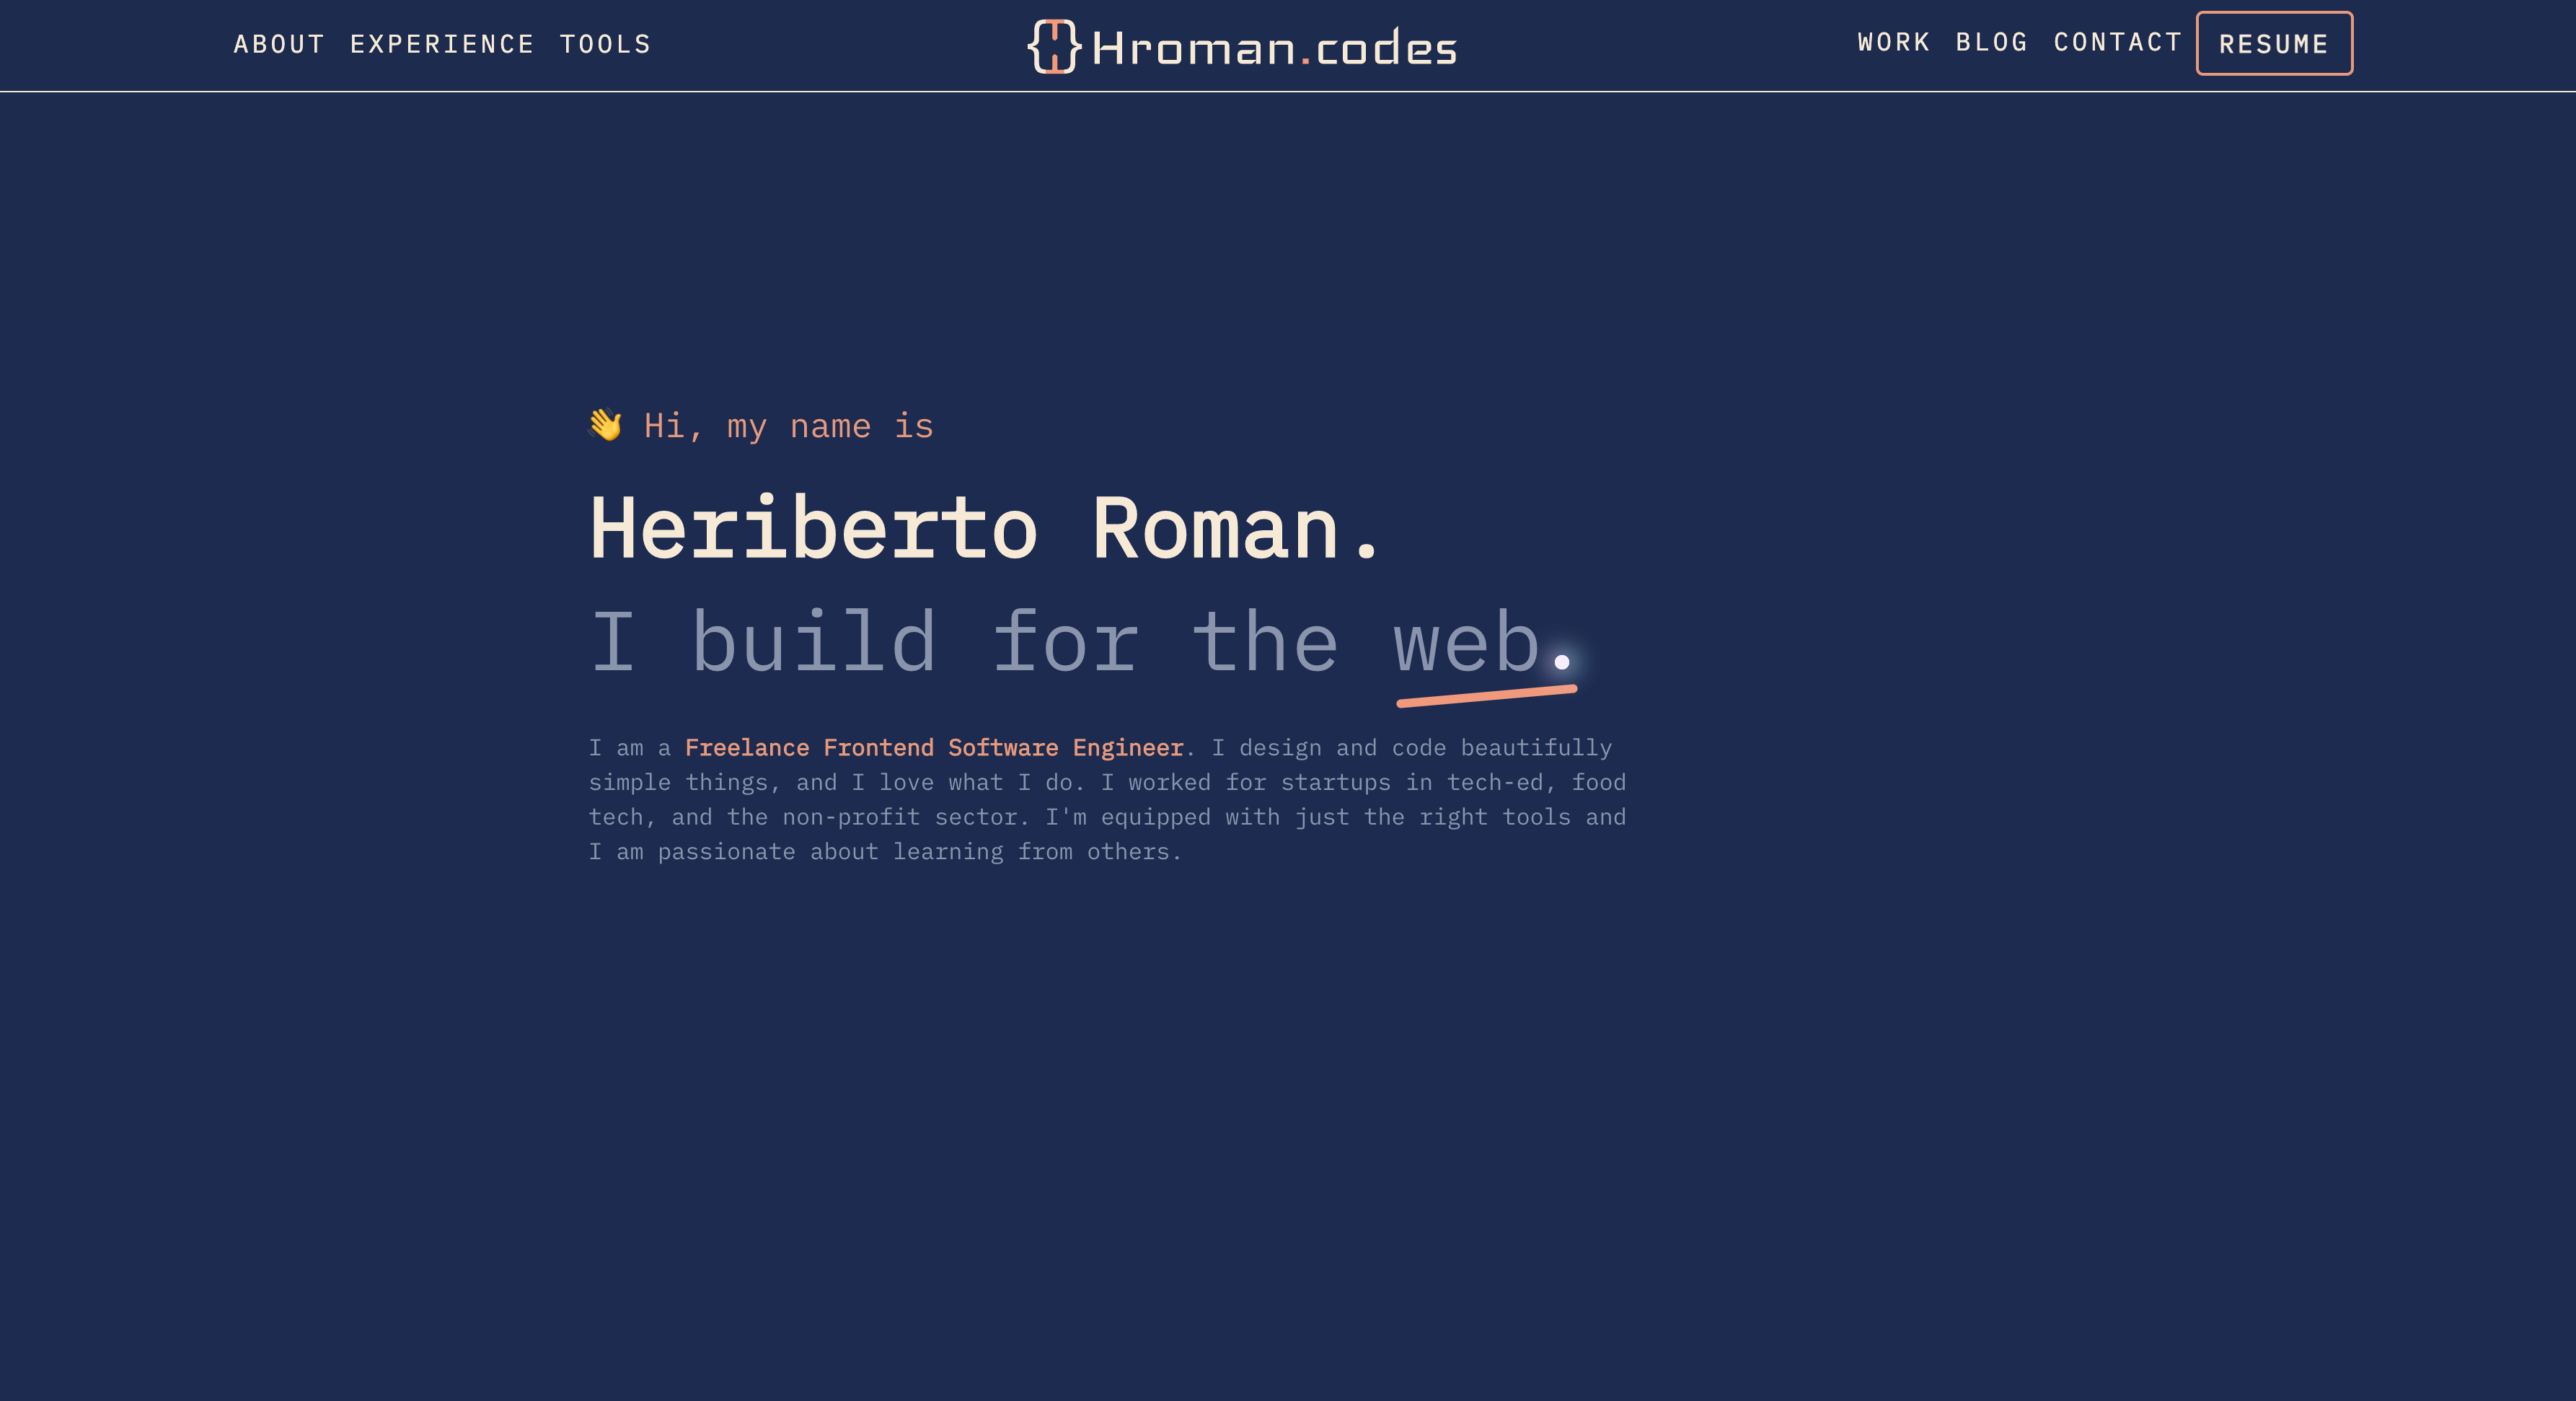 ABOUT EXPERIENCE TOOLS
Hroman.codes
WORK BLOG CONTACT RESUME
👋 Hi, my name is
Heriberto Roman.
I build for the web.
I am a Freelance Frontend Software Engineer. I design and code beautifully
simple things, and I love what I do. I worked for startups in tech-ed, food
tech, and the non-profit sector. I'm equipped with just the right tools and
I am passionate about learning from others.